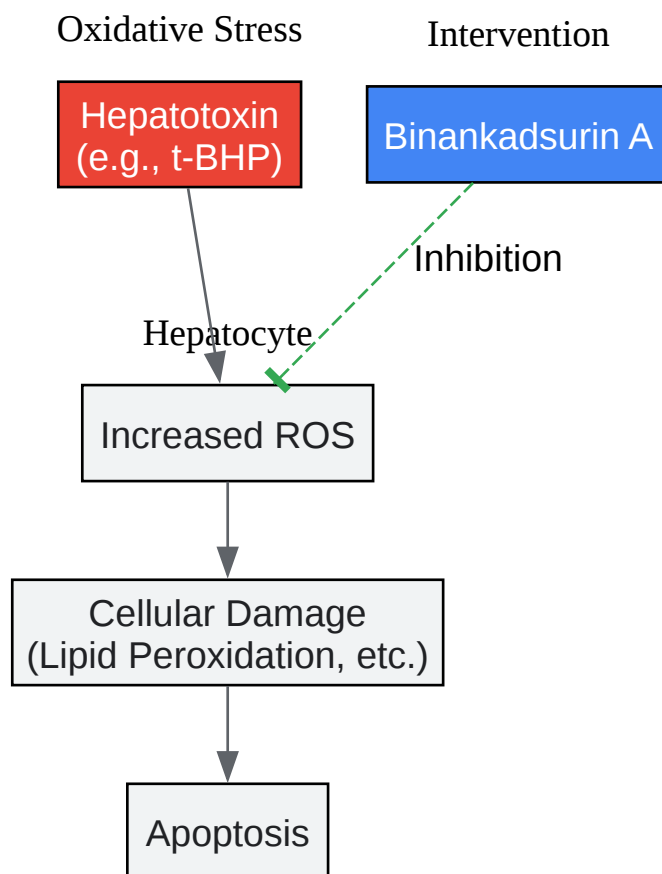 Oxidative Stress
Intervention
Hepatotoxin
(e.g., t-BHP)
Binankadsurin A
Inhibition
Hepatocyte
Increased ROS
Cellular Damage
(Lipid Peroxidation, etc.)
Apoptosis